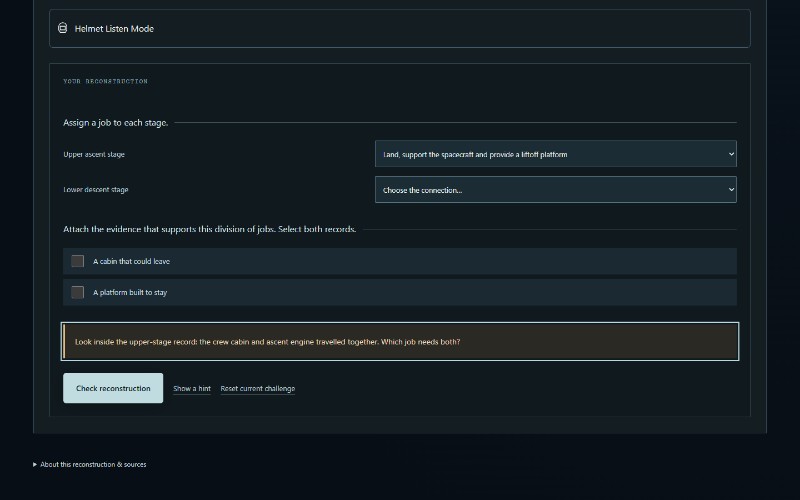 Helmet Listen Mode
YOUR RECONSTRUCTION
Assign a job to each stage.
Upper ascent stage
Land, support the spacecraft and provide a liftoff platform
Lower descent stage
Choose the connection...
Attach the evidence that supports this division of jobs. Select both records.
A cabin that could leave
A platform built to stay
Look inside the upper-stage record: the crew cabin and ascent engine travelled together. Which job needs both?
Check reconstruction
Show a hint
Reset current challenge
About this reconstruction & sources